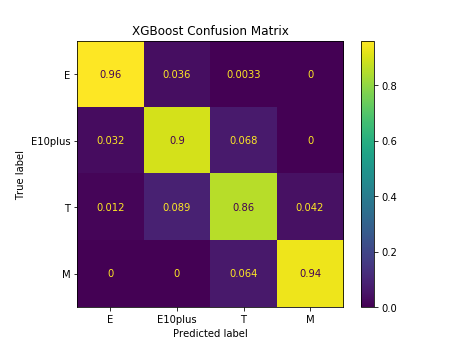 XGBoost Confusion Matrix
E 0.96 0.036 0.0033 0
E10plus 0.032 0.9 0.068 0
T 0.012 0.089 0.86 0.042
M 0 0 0.064 0.94
E E10plus T M
Predicted label
True label
0.8
0.6
0.4
0.2
0.0